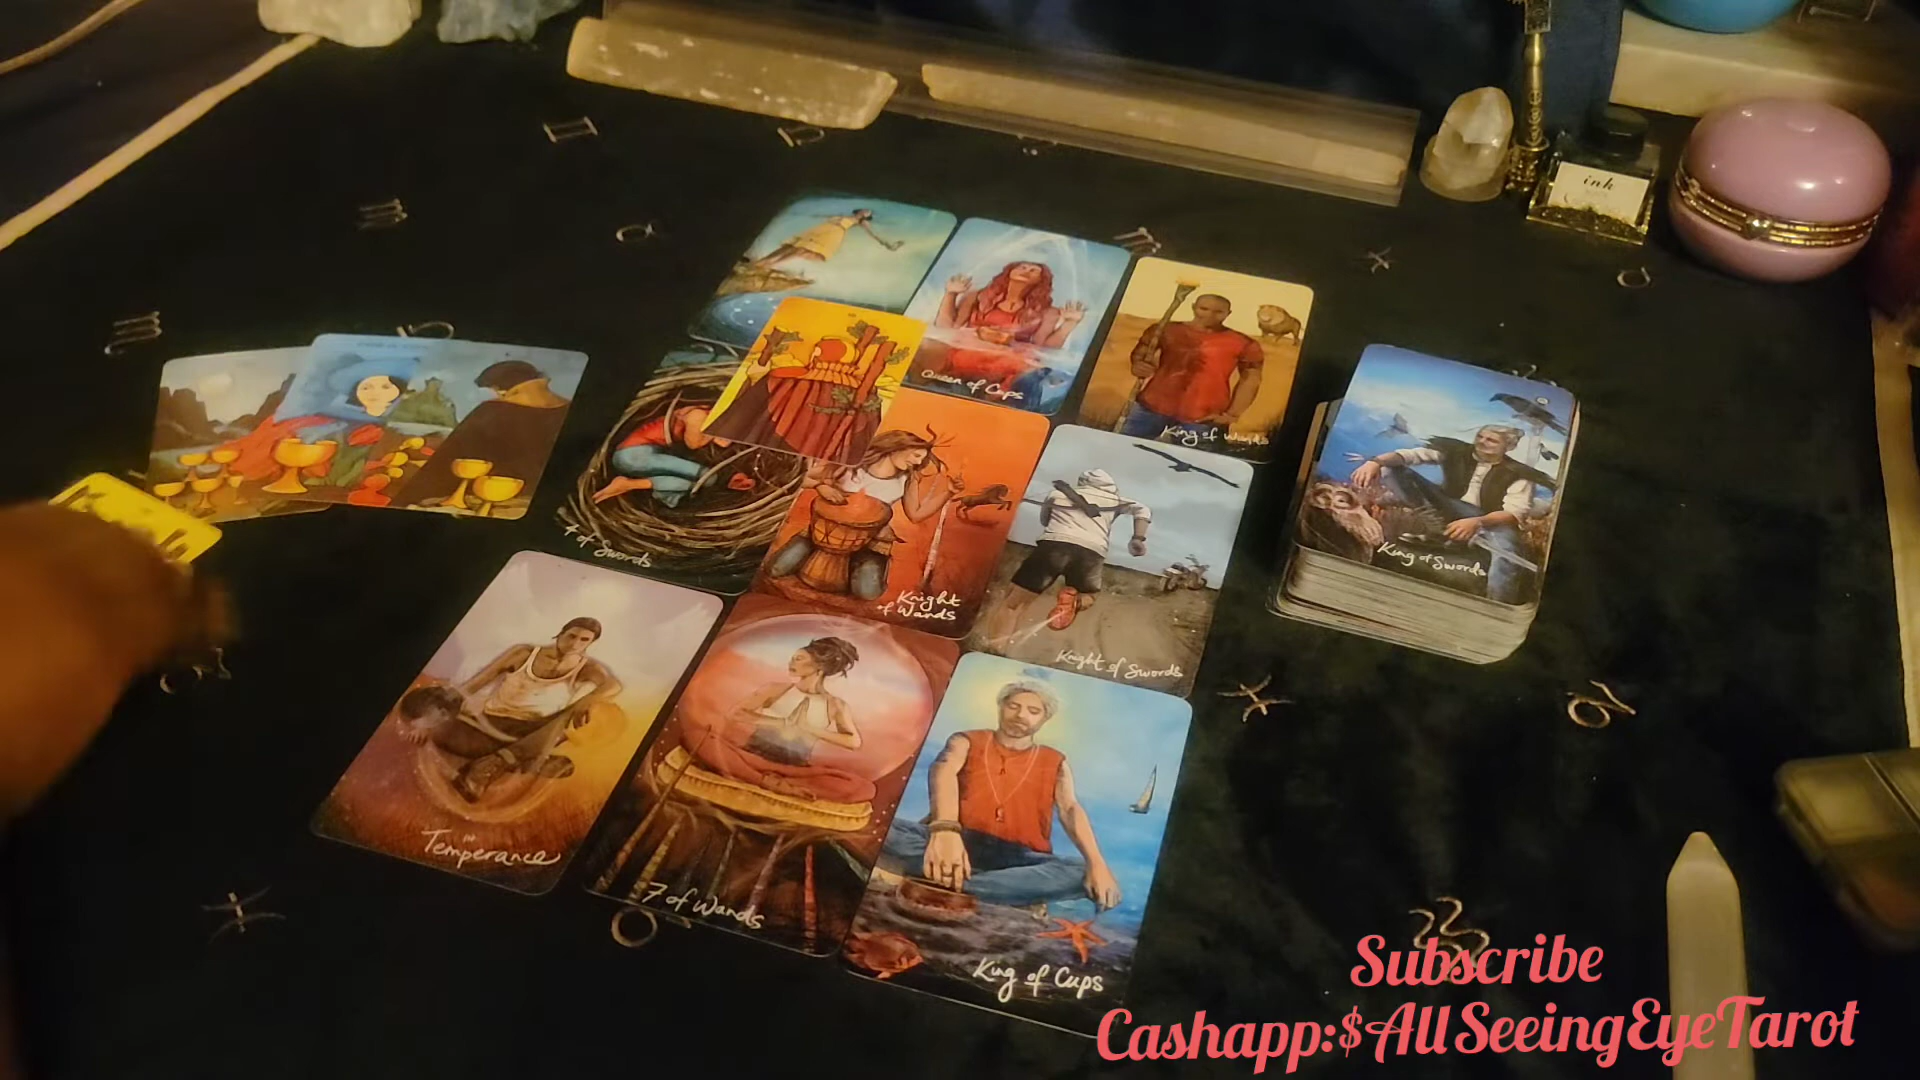 ink
Queen of Cups
King of Wands
King of Swords
7 of Swords
Knight
of Wands
Knight of Swords
Temperance
7 of Wands
King of Cups
Subscribe
Cashapp:$AllSeeingEyeTarot